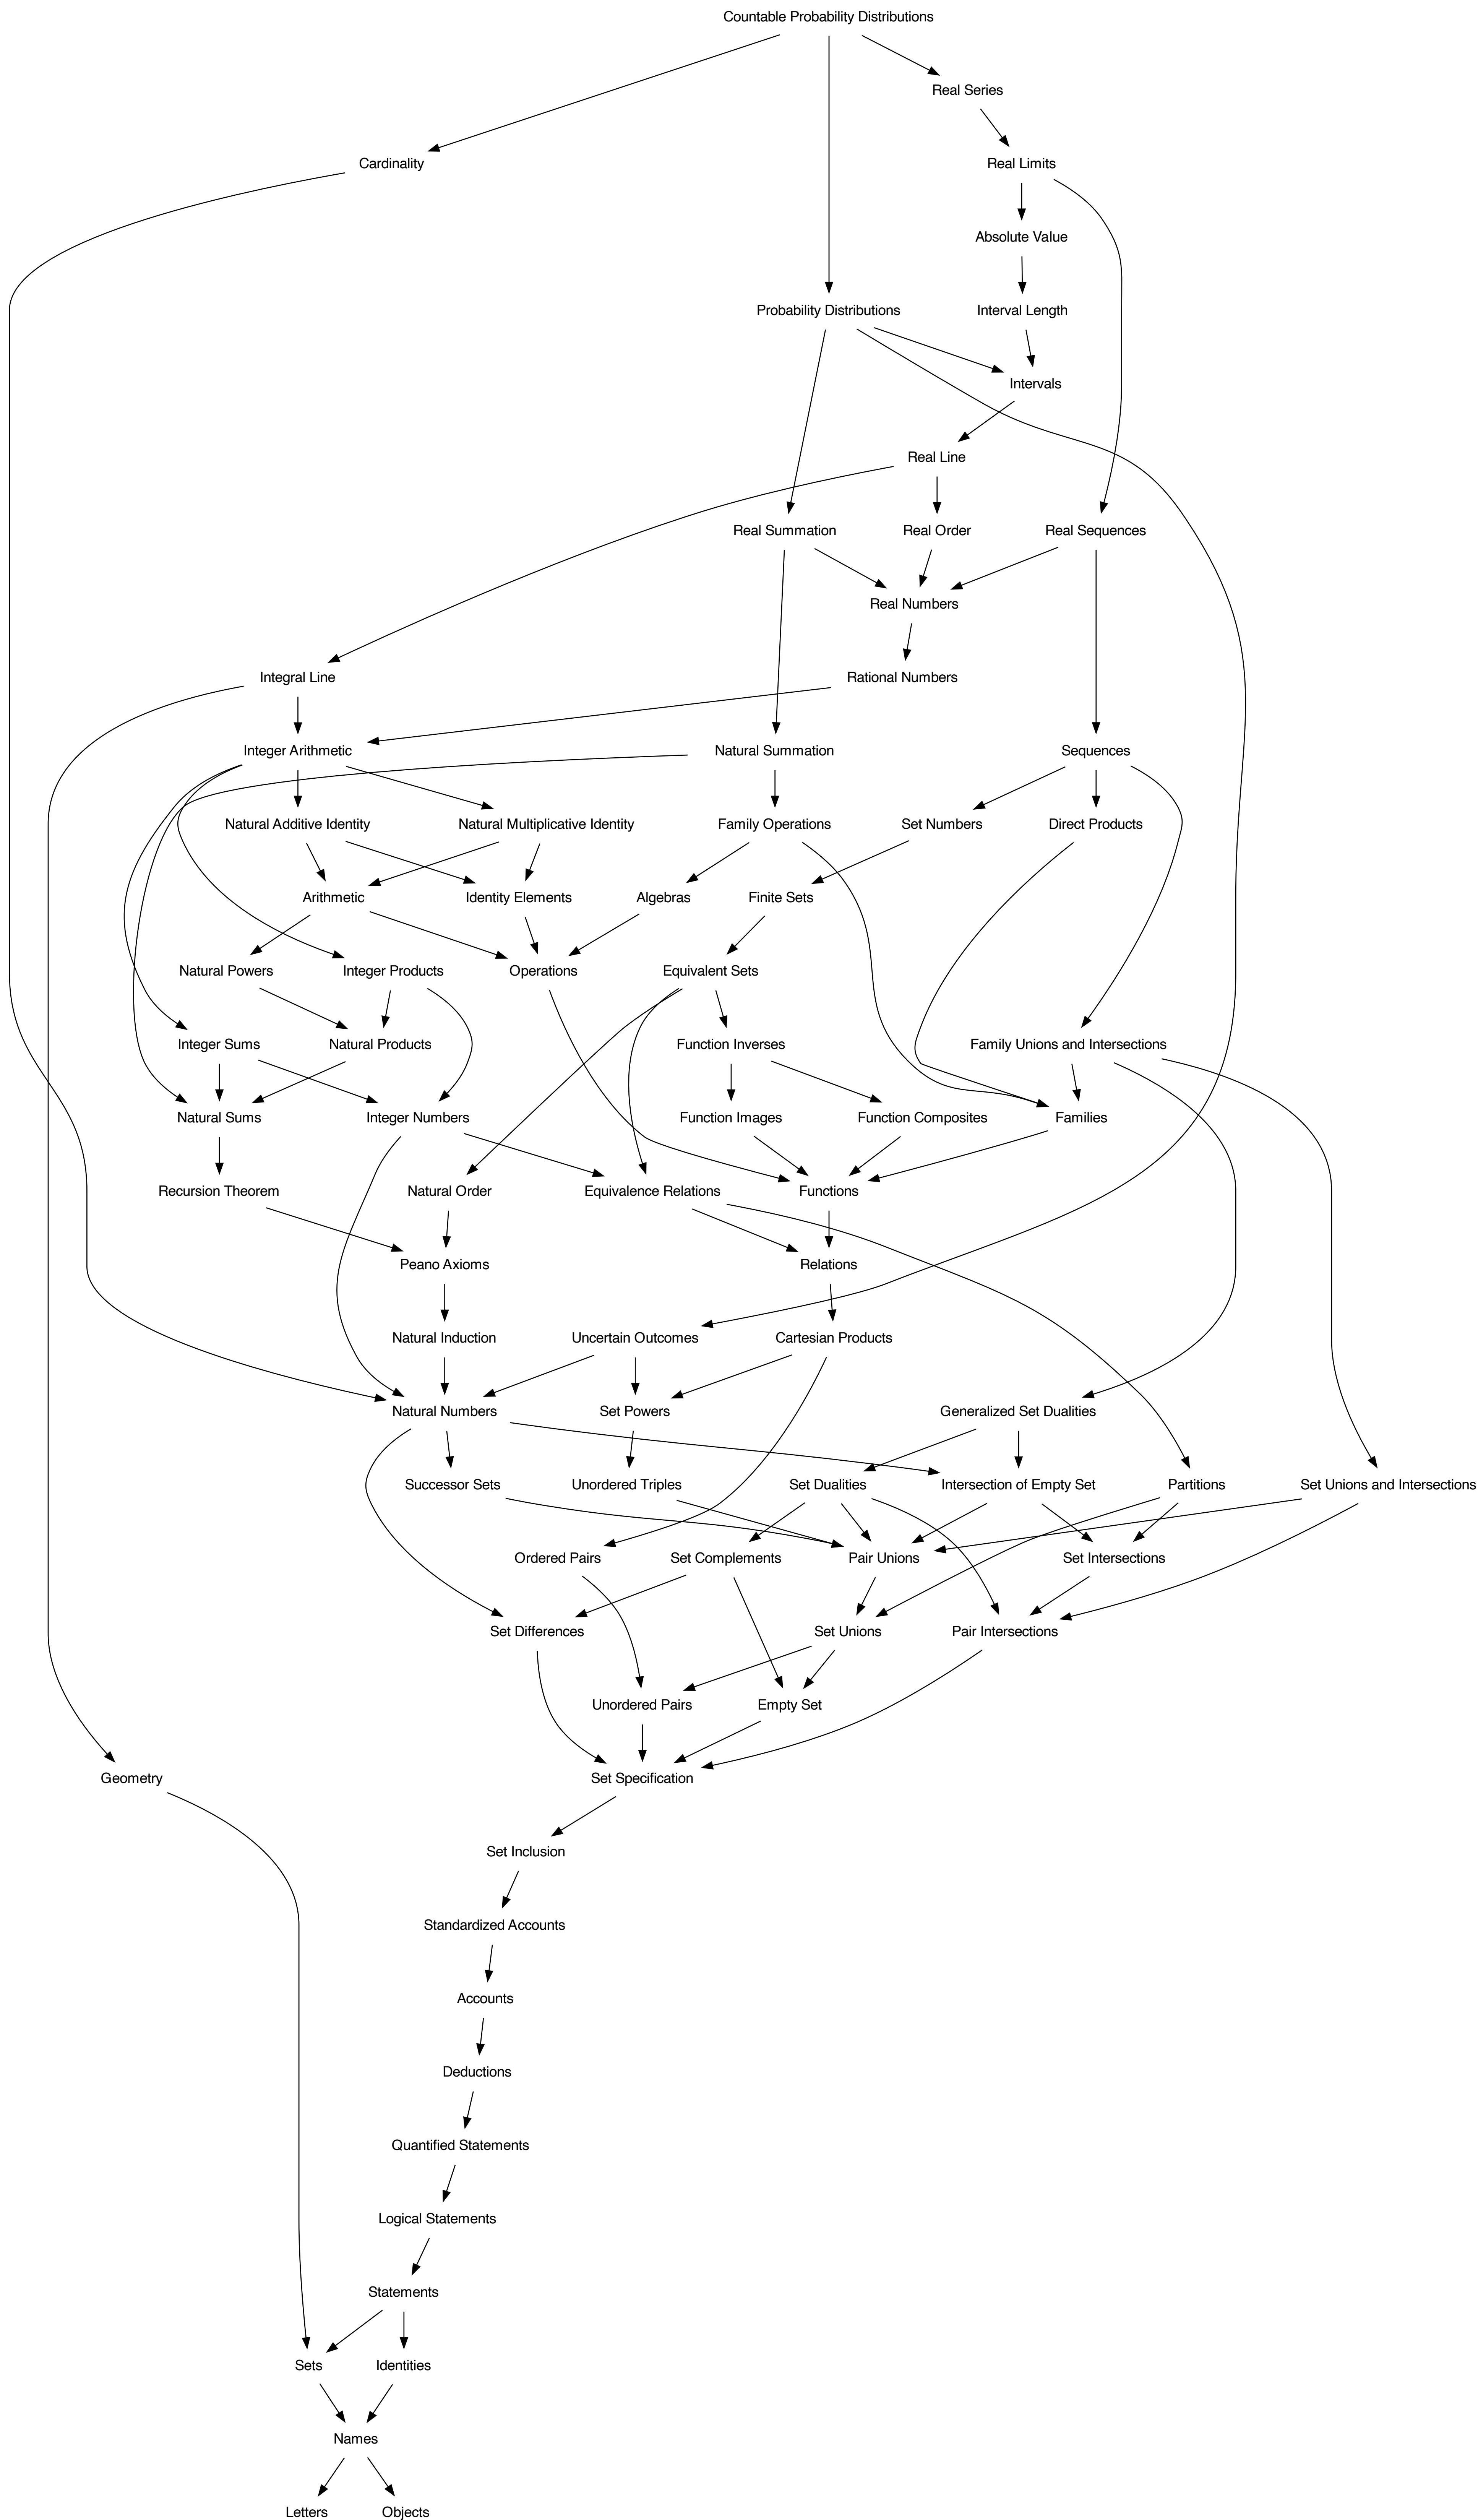 Countable Probability Distributions
Real Series
Cardinality
Real Limits
Absolute Value
Probability Distributions
Interval Length
Intervals
Real Line
Real Summation
Real Order
Real Sequences
Real Numbers
Integral Line
Rational Numbers
Integer Arithmetic
Natural Summation
Sequences
Natural Additive Identity
Natural Multiplicative Identity
Family Operations
Set Numbers
Direct Products
Arithmetic
Identity Elements
Algebras
Finite Sets
Natural Powers
Integer Products
Operations
Equivalent Sets
Integer Sums
Natural Products
Function Inverses
Family Unions and Intersections
Natural Sums
Integer Numbers
Function Images
Function Composites
Families
Recursion Theorem
Natural Order
Equivalence Relations
Functions
Peano Axioms
Relations
Natural Induction
Uncertain Outcomes
Cartesian Products
Natural Numbers
Set Powers
Generalized Set Dualities
Successor Sets
Unordered Triples
Set Dualities
Intersection of Empty Set
Partitions
Set Unions and Intersections
Ordered Pairs
Set Complements
Pair Unions
Set Intersections
Set Differences
Set Unions
Pair Intersections
Unordered Pairs
Empty Set
Geometry
Set Specification
Set Inclusion
Standardized Accounts
Accounts
Deductions
Quantified Statements
Logical Statements
Statements
Sets
Identities
Names
Letters
Objects